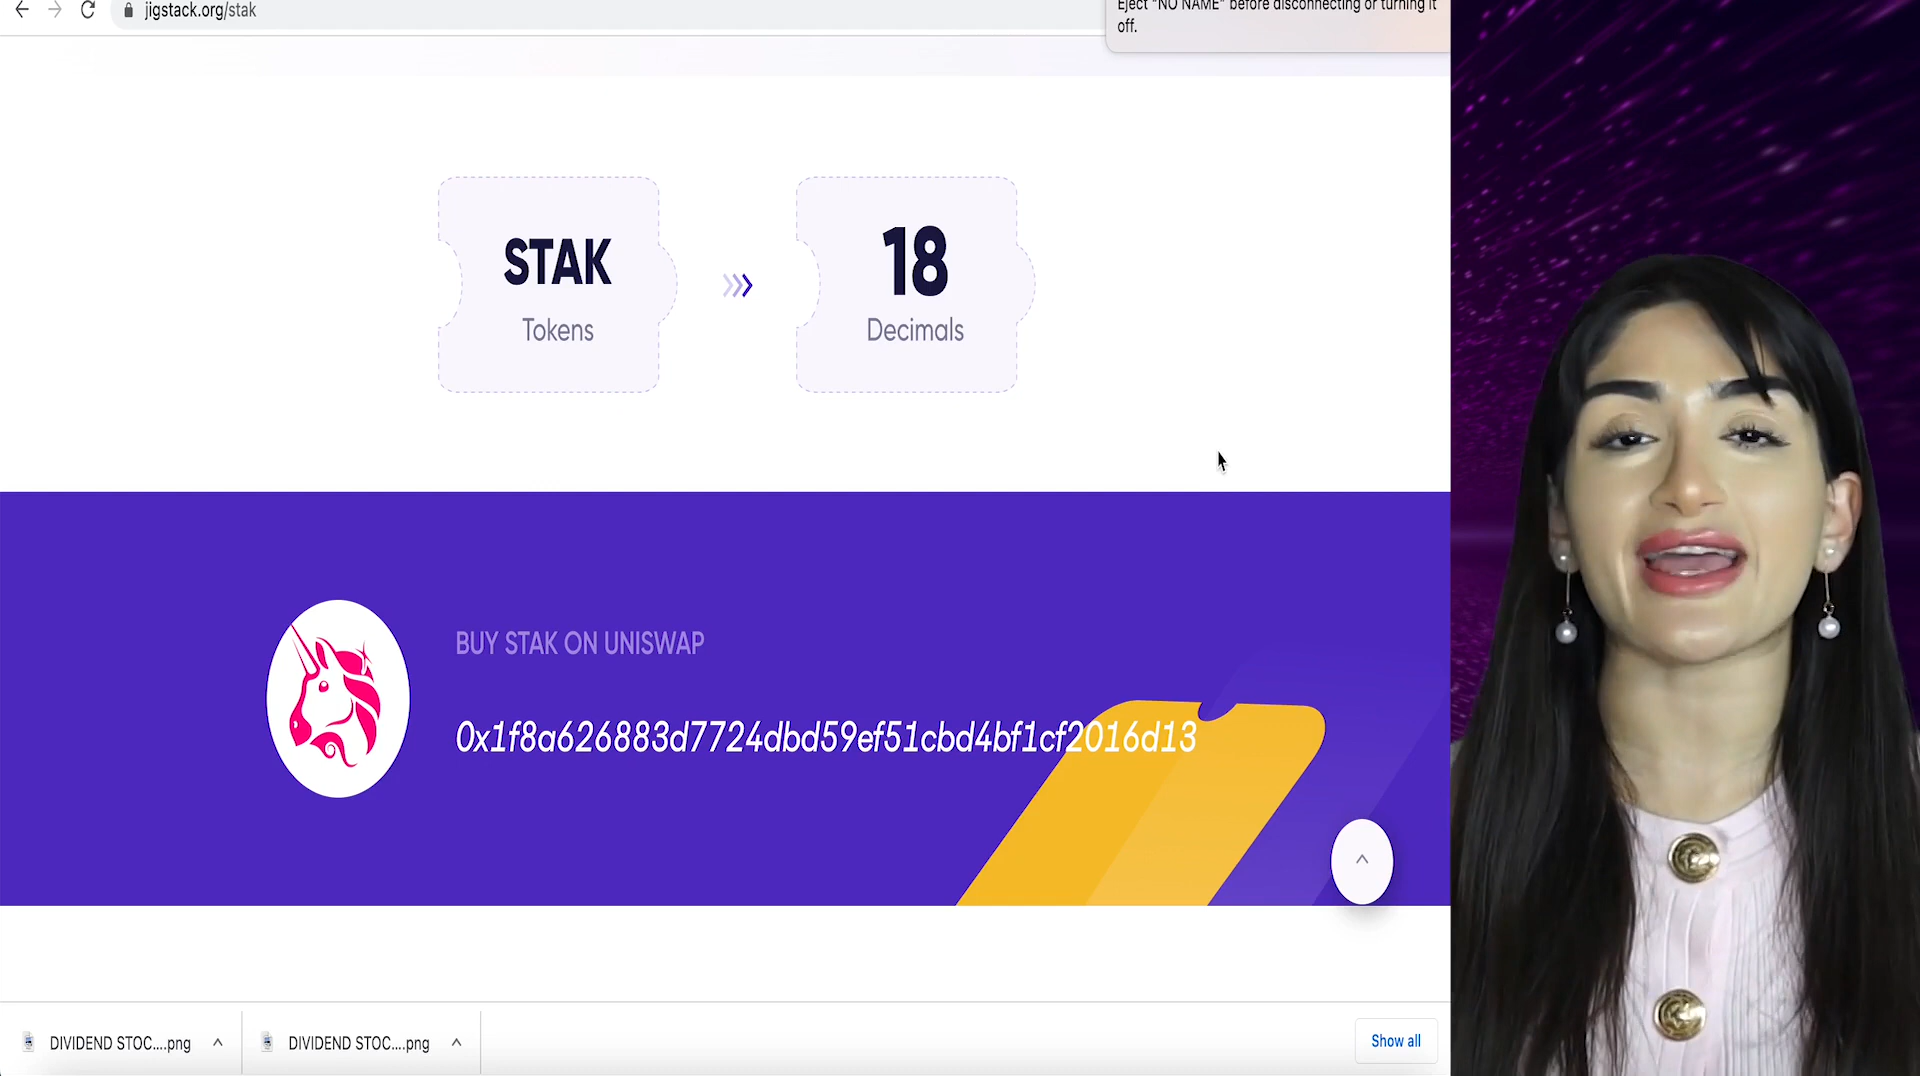 jigstack.org/stak
Eject "NO NAME" before disconnecting or turning it
off.
STAK
Tokens
18
Decimals
BUY STAK ON UNISWAP
0x1f8a626883d7724dbd59ef51cbd4bf1cf2016d13
DIVIDEND STOC....png
DIVIDEND STOC....png
Show all